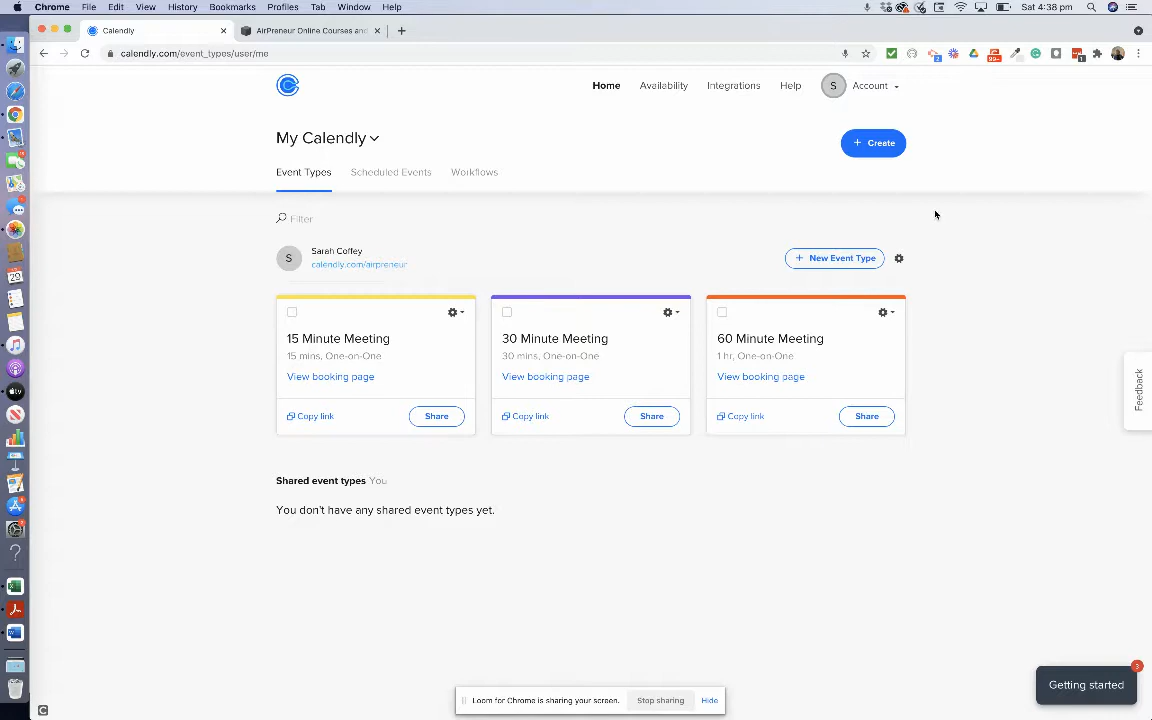 Chrome File Edit View History Bookmarks Profiles Tab Window Help
Sat 4:38 pm
Calendly
AirPreneur Online Courses and
calendly.com/event_types/user/me
Home Availability Integrations Help S Account
My Calendly
+ Create
Event Types Scheduled Events Workflows
Filter
S
Sarah Coffey
calendly.com/airpreneur
+ New Event Type
15 Minute Meeting
15 mins, One-on-One
View booking page
Copy link
Share
30 Minute Meeting
30 mins, One-on-One
View booking page
Copy link
Share
60 Minute Meeting
1 hr, One-on-One
View booking page
Copy link
Share
Shared event types You
You don't have any shared event types yet.
Feedback
3
Getting started
Loom for Chrome is sharing your screen.
Stop sharing
Hide